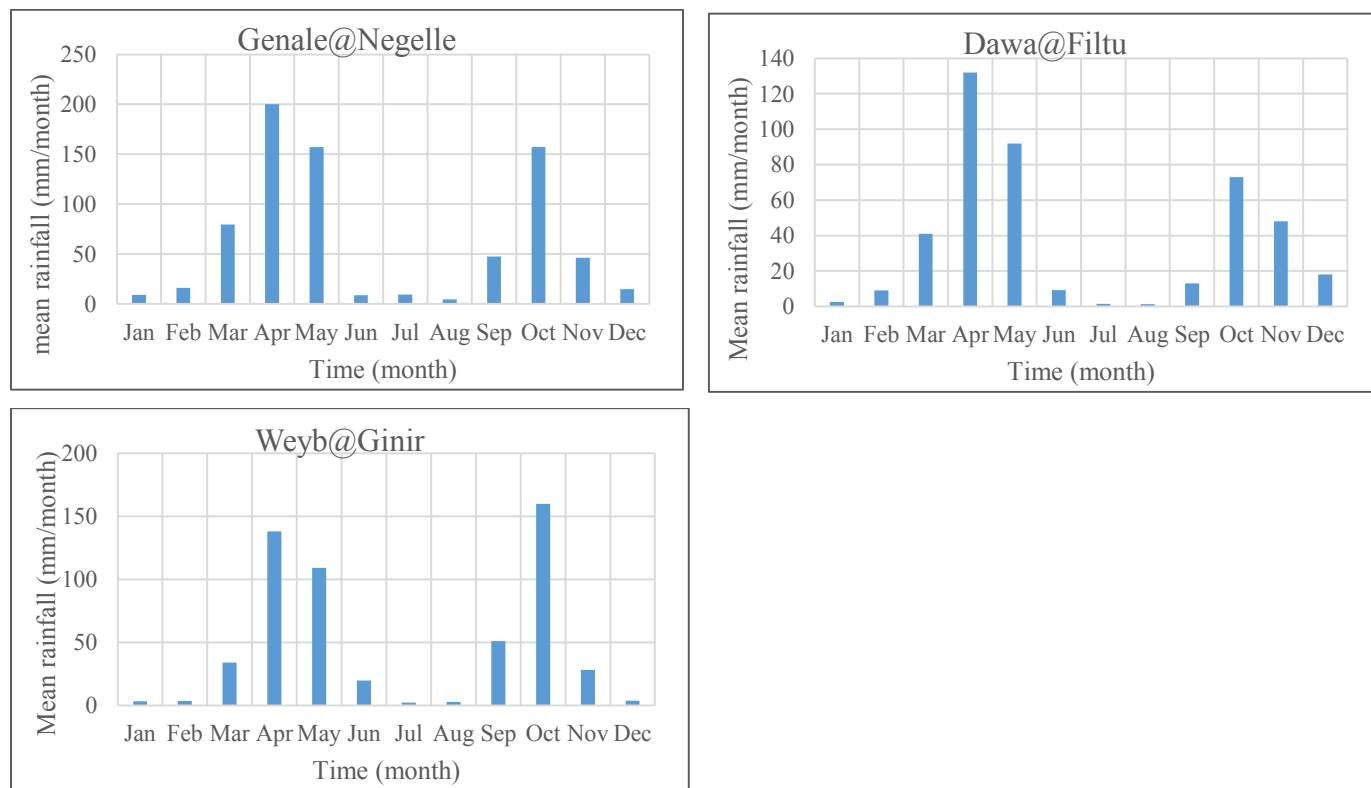 Genale@Negelle
mean rainfall (mm/month)
250
200
150
100
50
0
Jan Feb Mar Apr May Jun Jul Aug Sep Oct Nov Dec
Time (month)
Dawa@Filtu
Mean rainfall (mm/month)
140
120
100
80
60
40
20
0
Jan Feb Mar Apr May Jun Jul Aug Sep Oct Nov Dec
Time (month)
Weyb@Ginir
Mean rainfall (mm/month)
200
150
100
50
0
Jan Feb Mar Apr May Jun Jul Aug Sep Oct Nov Dec
Time (month)